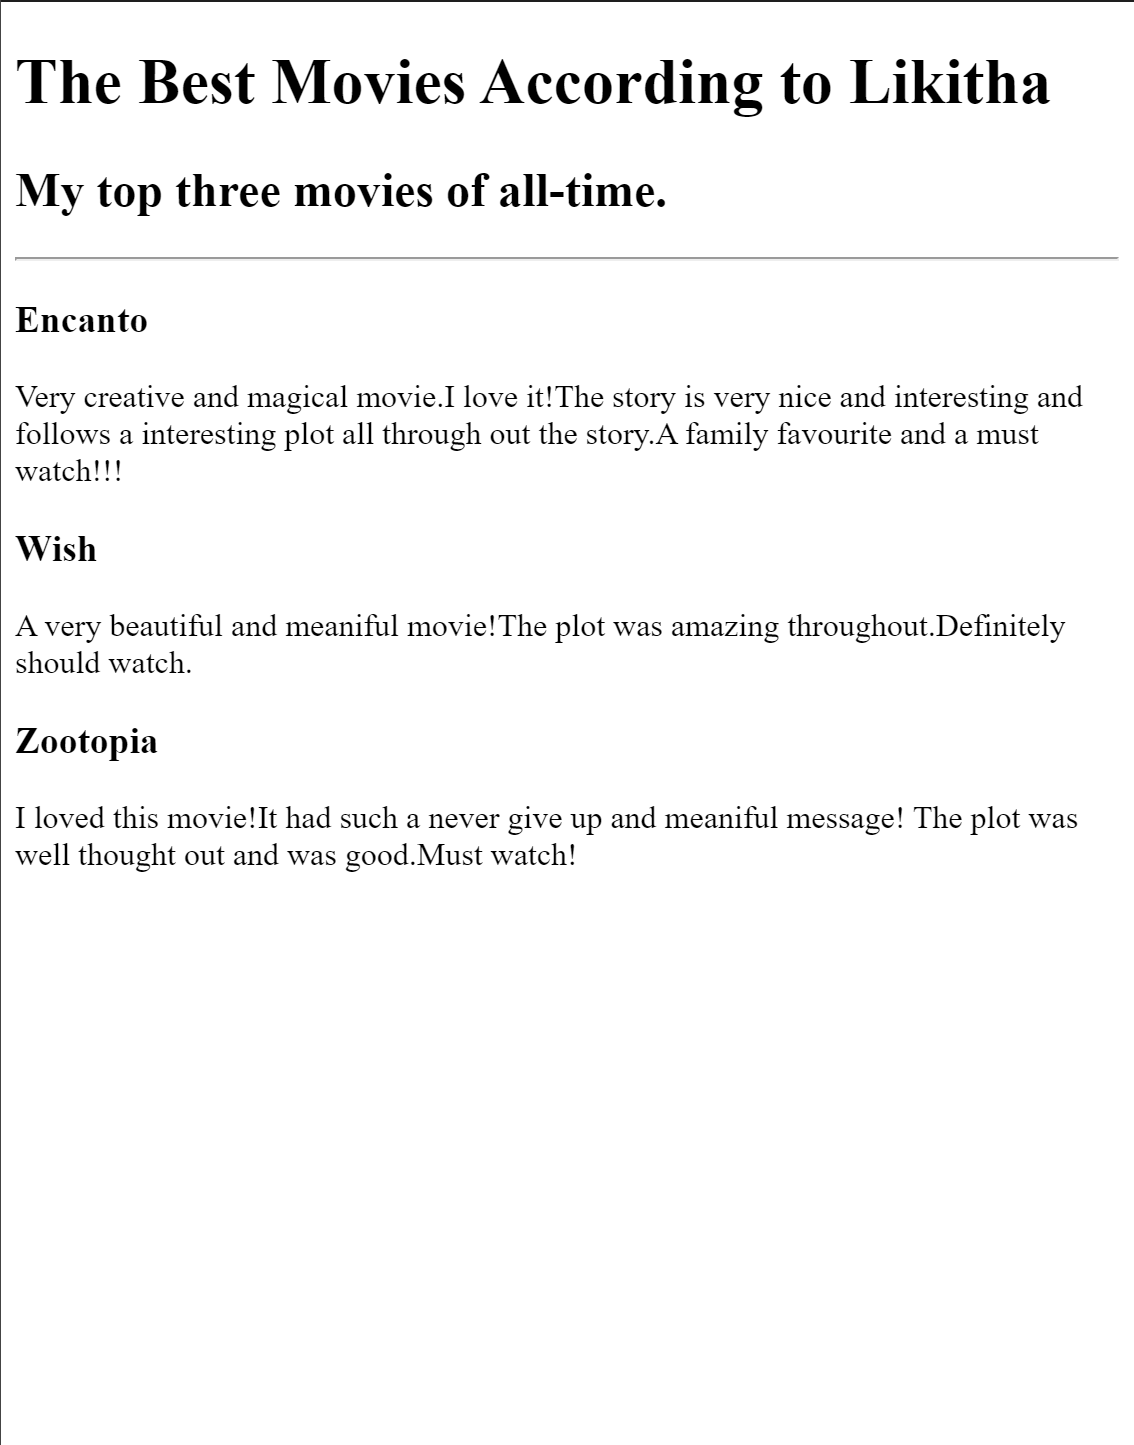 The Best Movies According to Likitha
My top three movies of all-time.
Encanto
Very creative and magical movie.I love it!The story is very nice and interesting and
follows a interesting plot all through out the story.A family favourite and a must
watch!!!
Wish
A very beautiful and meaniful movie!The plot was amazing throughout.Definitely
should watch.
Zootopia
I loved this movie!It had such a never give up and meaniful message! The plot was
well thought out and was good.Must watch!